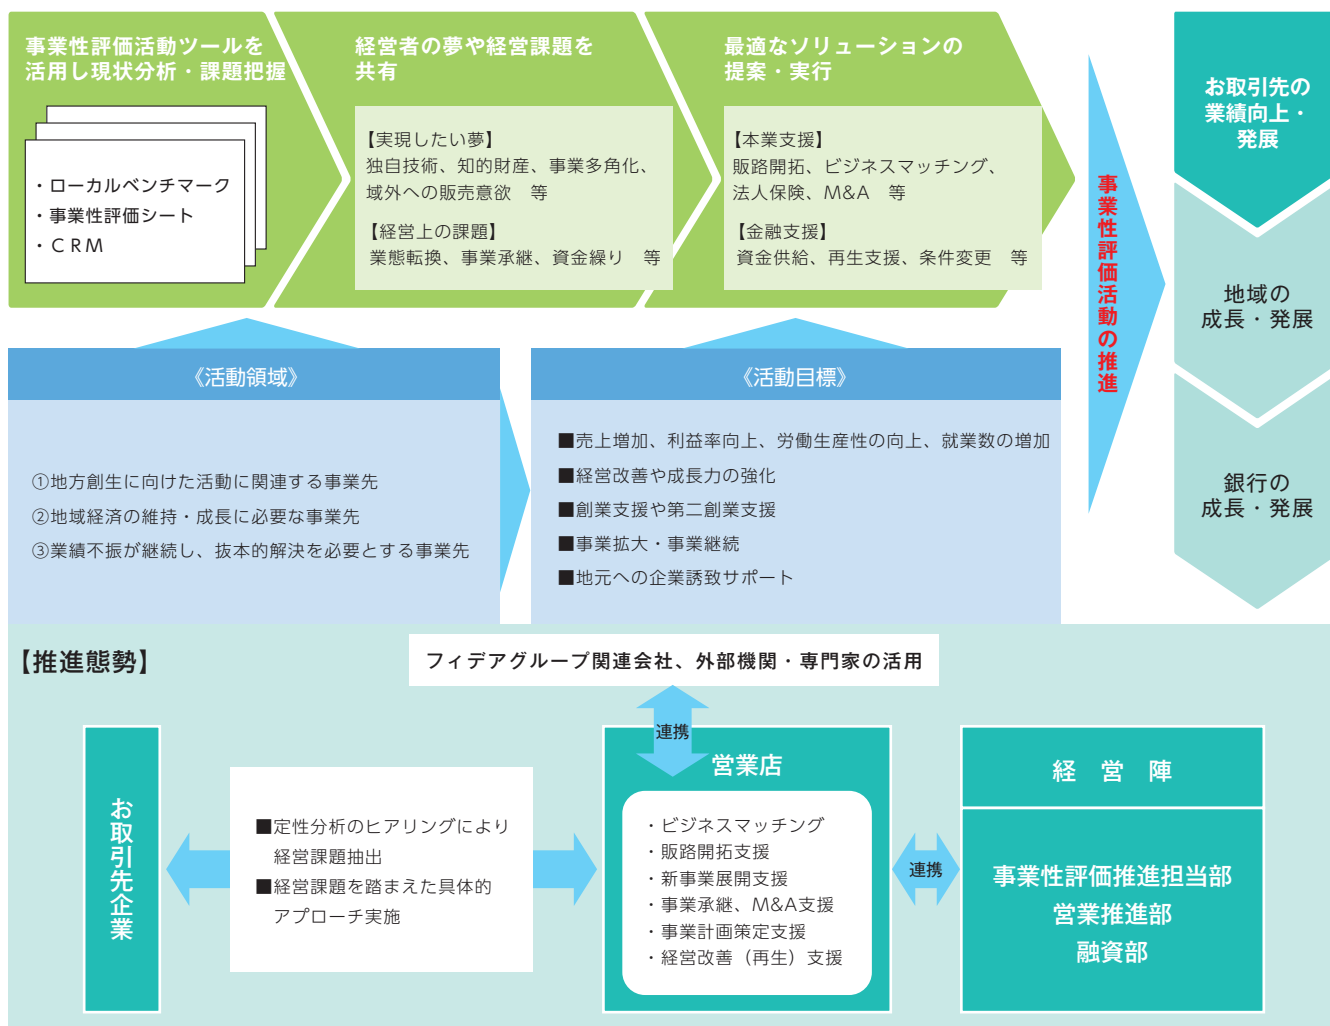 事業性評価活動ツールを
活用し現状分析・課題把握
・ローカルベンチマーク
・事業性評価シート
・ＣＲＭ
経営者の夢や経営課題を
共有
【実現したい夢】
独自技術、知的財産、事業多角化、
域外への販売意欲　等
【経営上の課題】
業態転換、事業承継、資金繰り　等
最適なソリューションの
提案・実行
【本業支援】
販路開拓、ビジネスマッチング、
法人保険、M&A　等
【金融支援】
資金供給、再生支援、条件変更　等
事業性評価活動の推進
お取引先の
業績向上・
発展
地域の
成長・発展
銀行の
成長・発展
《活動領域》
①地方創生に向けた活動に関連する事業先
②地域経済の維持・成長に必要な事業先
③業績不振が継続し、抜本的解決を必要とする事業先
《活動目標》
■売上増加、利益率向上、労働生産性の向上、就業数の増加
■経営改善や成長力の強化
■創業支援や第二創業支援
■事業拡大・事業継続
■地元への企業誘致サポート
【推進態勢】
フィデアグループ関連会社、外部機関・専門家の活用
連携
お取引先企業
■定性分析のヒアリングにより
経営課題抽出
■経営課題を踏まえた具体的
アプローチ実施
営業店
・ビジネスマッチング
・販路開拓支援
・新事業展開支援
・事業承継、M&A支援
・事業計画策定支援
・経営改善（再生）支援
連携
経　営　陣
事業性評価推進担当部
営業推進部
融資部